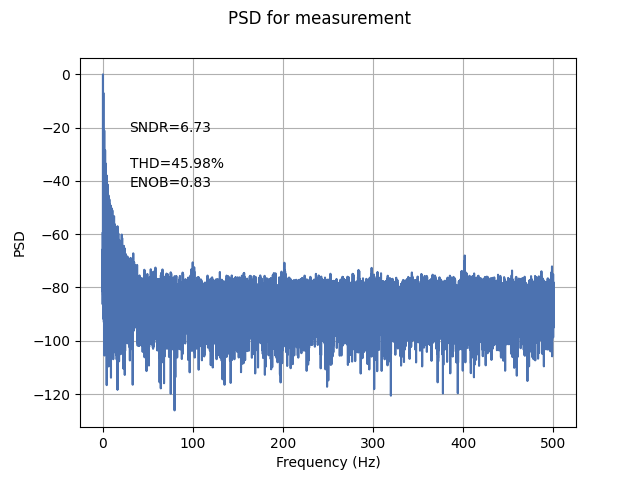 PSD for measurement
0
−20
−40
−60
−80
−100
−120
PSD
SNDR=6.73
THD=45.98%
ENOB=0.83
0 100 200 300 400 500
Frequency (Hz)